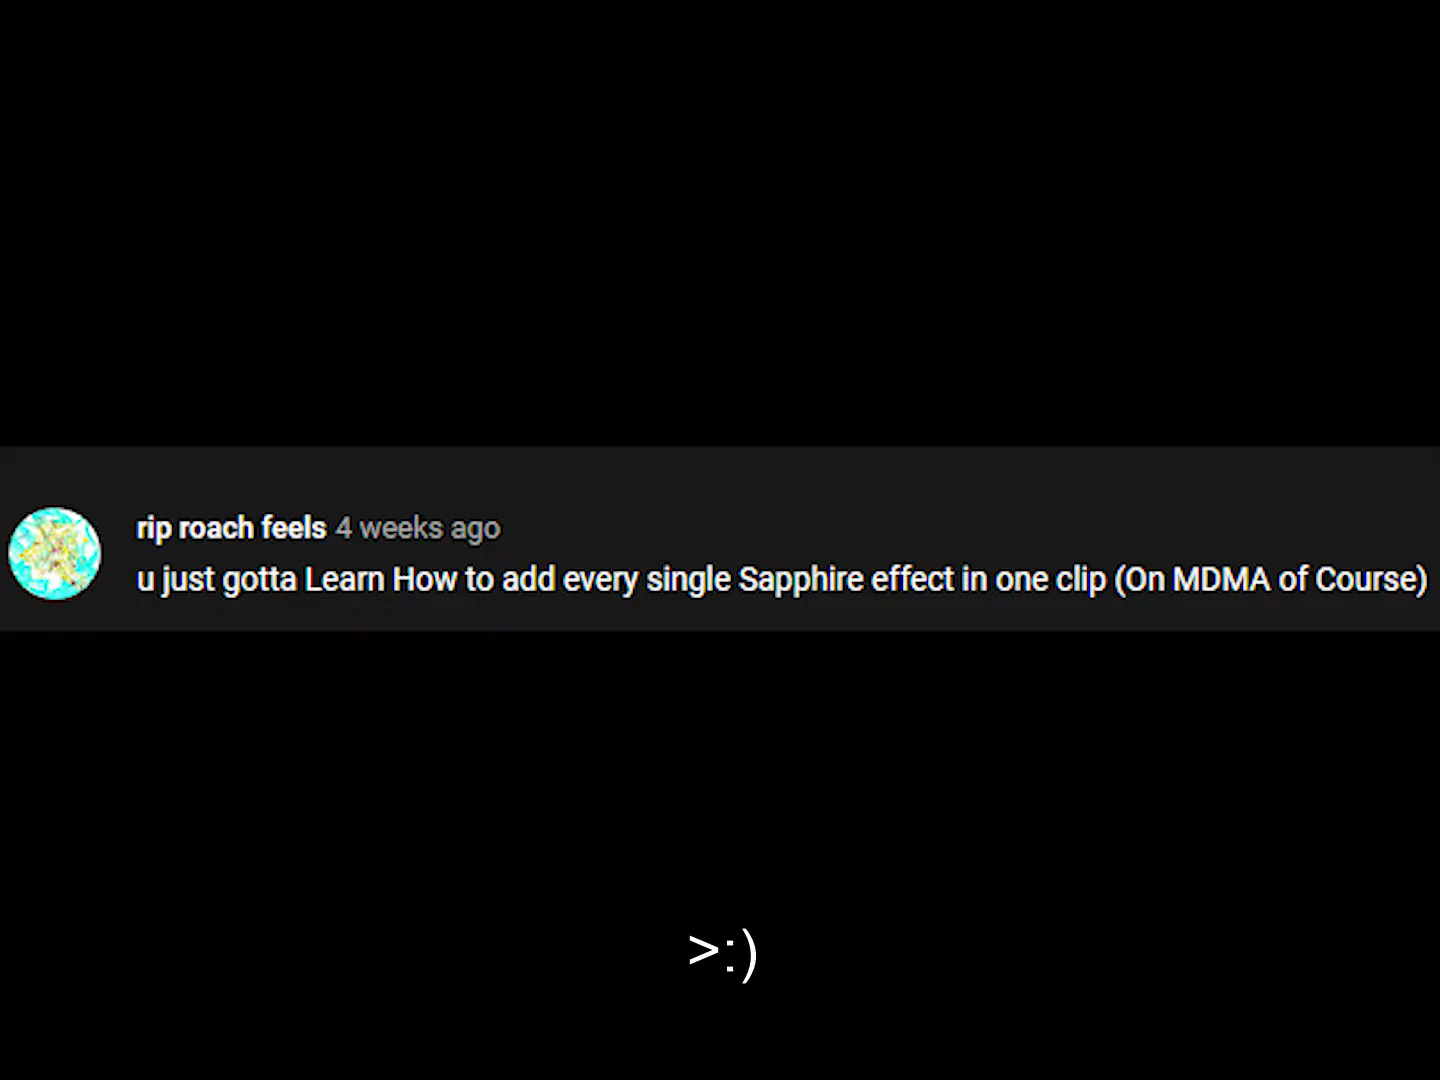 rip roach feels 4 weeks ago
u just gotta Learn How to add every single Sapphire effect in one clip (On MDMA of Course)
>:)